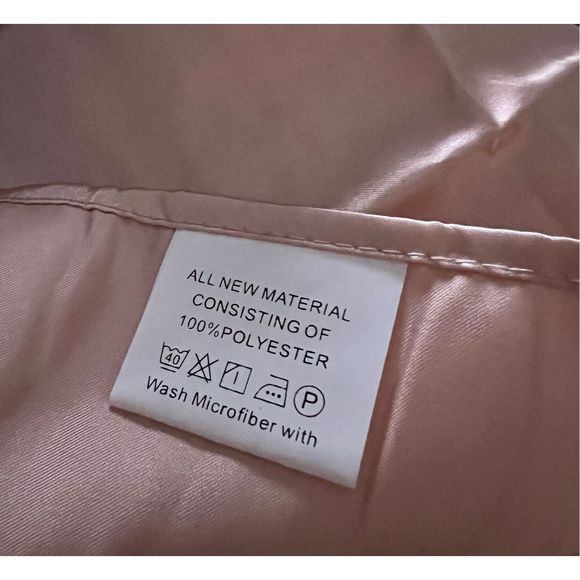 ALL NEW MATERIAL
CONSISTING OF
100%POLYESTER
40 P
Wash Microfiber with